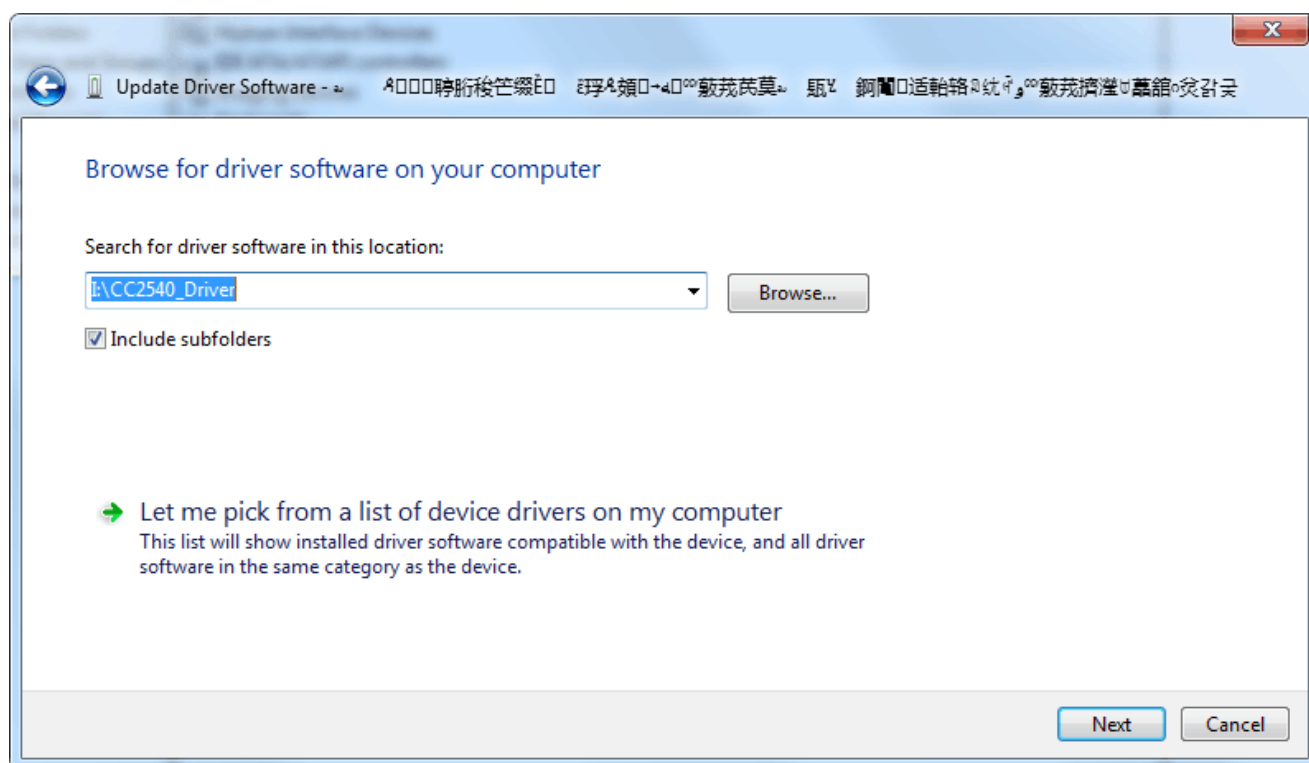 Update Driver Software -
Browse for driver software on your computer
Search for driver software in this location:
I:\CC2540_Driver
Browse...
Include subfolders
Let me pick from a list of device drivers on my computer
This list will show installed driver software compatible with the device, and all driver
software in the same category as the device.
Next
Cancel